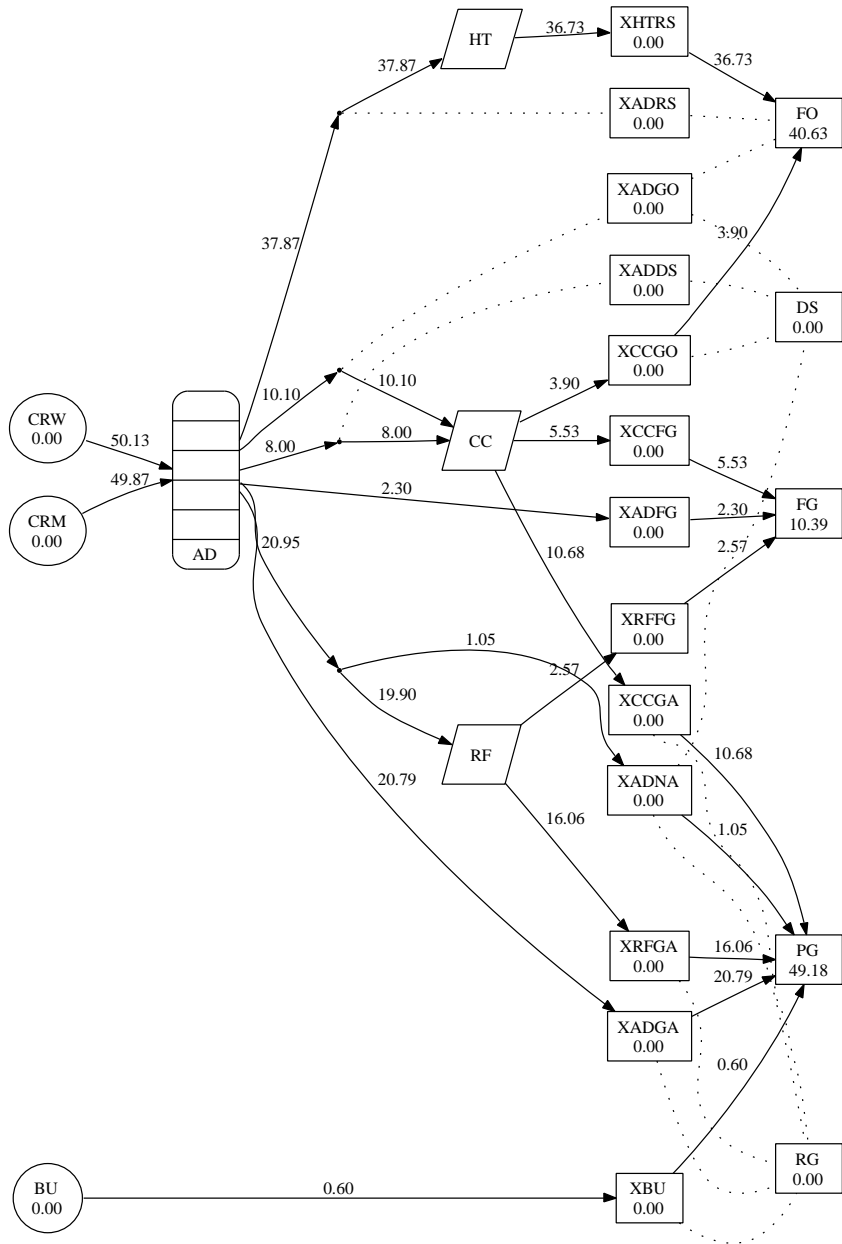 HT
36.73
XHTRS
0.00
36.73
37.87
XADRS
0.00
FO
40.63
XADGO
0.00
37.87
3.90
XADDS
0.00
DS
0.00
XCCGO
0.00
10.10
10.10
3.90
CRW
0.00
50.13
8.00
8.00
CC
5.53
XCCFG
0.00
5.53
49.87
2.30
XADFG
0.00
2.30
FG
10.39
CRM
0.00
AD
20.95
10.68
2.57
XRFFG
0.00
1.05
2.57
19.90
XCCGA
0.00
RF
10.68
20.79
XADNA
0.00
16.06
1.05
XRFGA
0.00
16.06
PG
49.18
20.79
XADGA
0.00
0.60
BU
0.00
0.60
XBU
0.00
RG
0.00